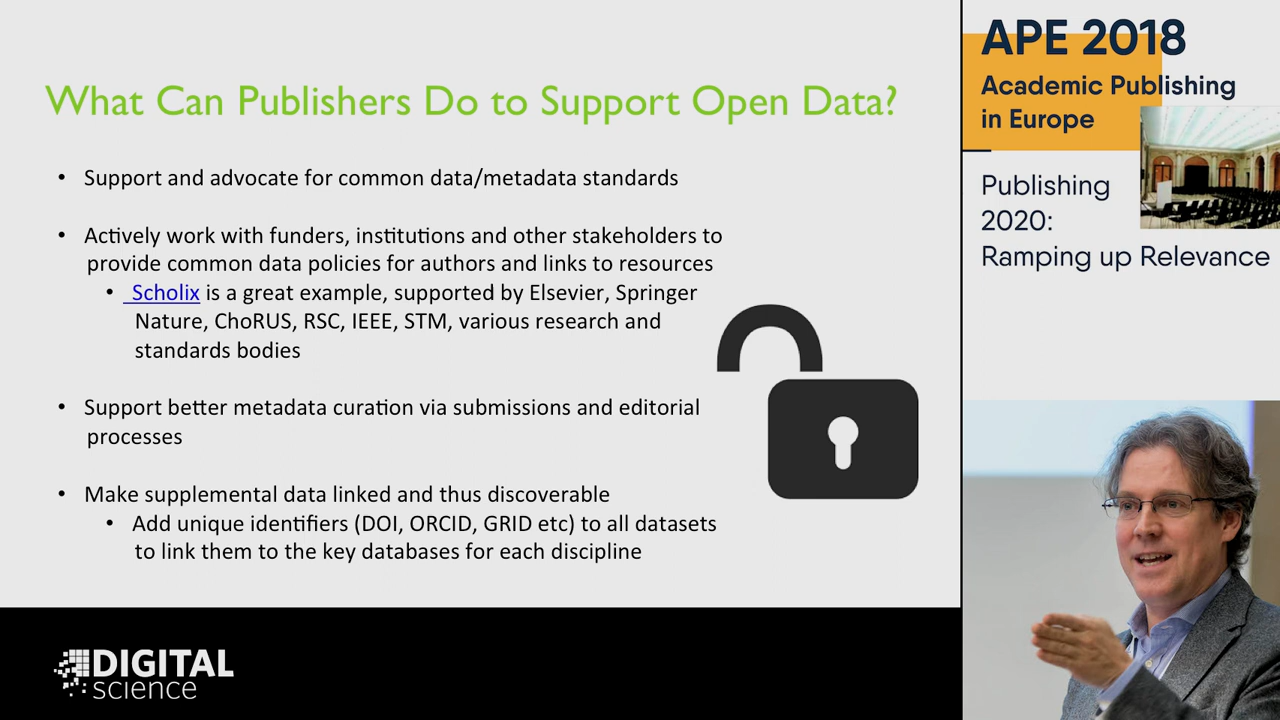 What Can Publishers Do to Support Open Data?
• Support and advocate for common data/metadata standards
• Actively work with funders, institutions and other stakeholders to
provide common data policies for authors and links to resources
• Scholix is a great example, supported by Elsevier, Springer
Nature, ChoRUS, RSC, IEEE, STM, various research and
standards bodies
• Support better metadata curation via submissions and editorial
processes
• Make supplemental data linked and thus discoverable
• Add unique identifiers (DOI, ORCID, GRID etc) to all datasets
to link them to the key databases for each discipline
DIGITAL
science
APE 2018
Academic Publishing
in Europe
Publishing
2020:
Ramping up Relevance